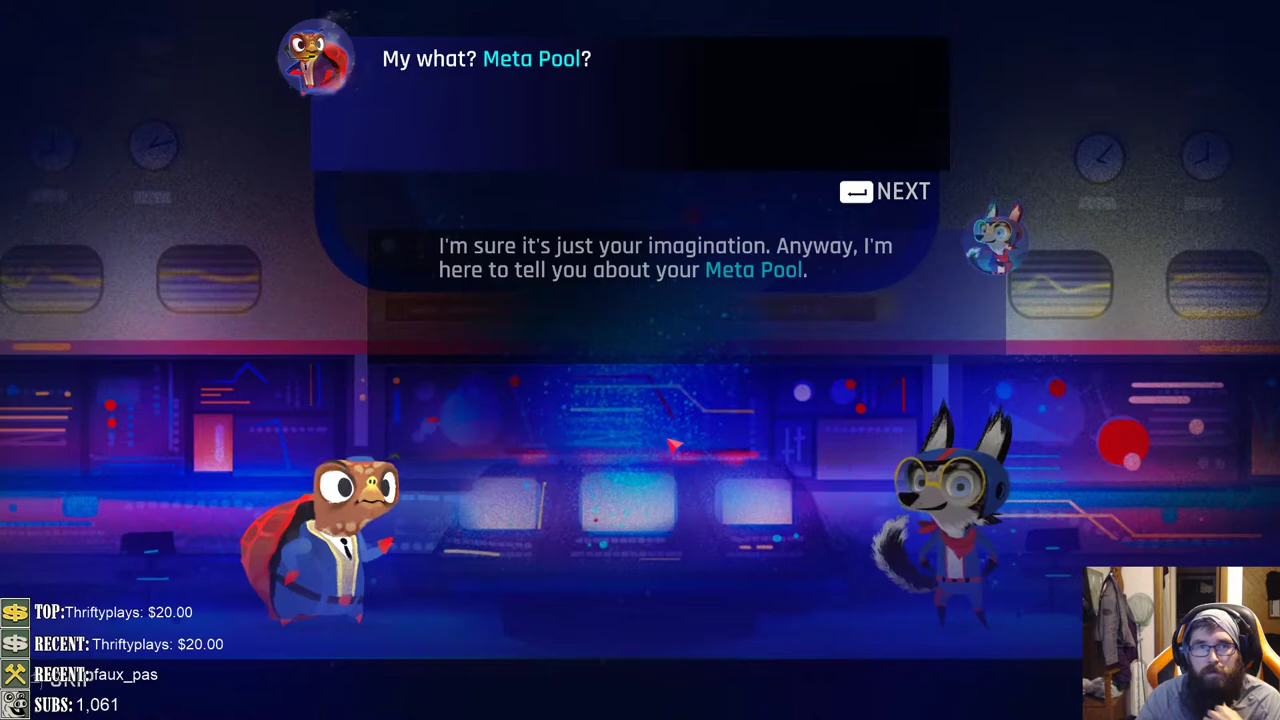 My what? Meta Pool?
NEXT
I'm sure it's just your imagination. Anyway, I'm
here to tell you about your Meta Pool.
TOP:Thriftyplays: $20.00
RECENT: Thriftyplays: $20.00
RECENT:pfaux_pas
SUBS: 1,061